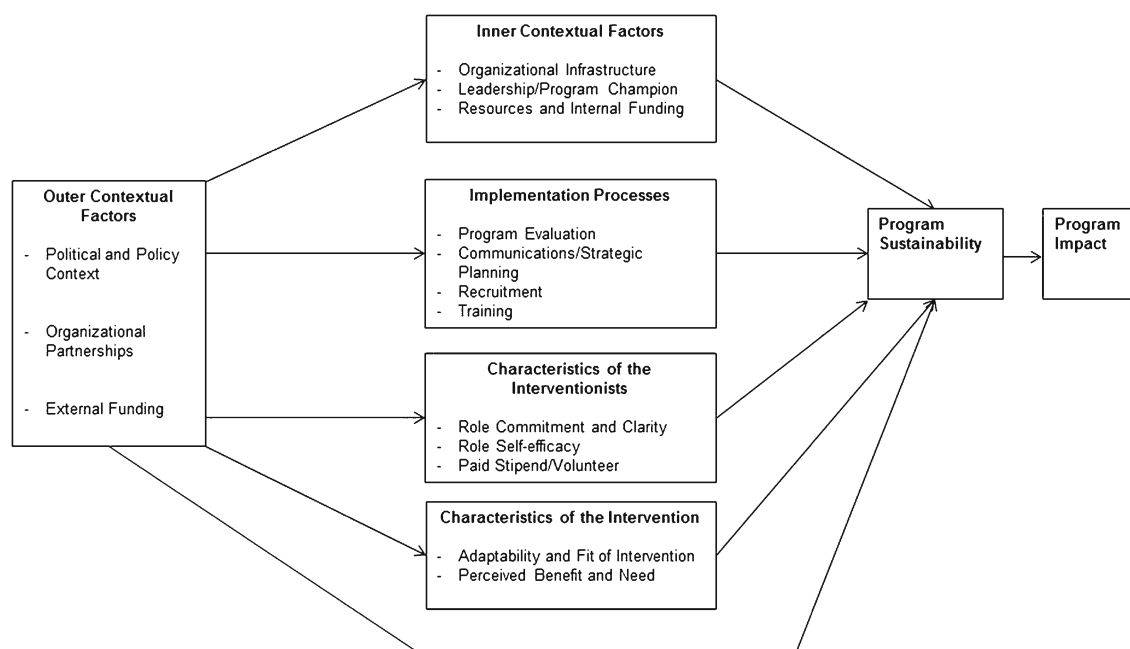 Inner Contextual Factors
- Organizational Infrastructure
- Leadership/Program Champion
- Resources and Internal Funding
Outer Contextual
Factors
- Political and Policy
Context
- Organizational
Partnerships
- External Funding
Implementation Processes
- Program Evaluation
- Communications/Strategic
Planning
- Recruitment
- Training
Characteristics of the
Interventionists
- Role Commitment and Clarity
- Role Self-efficacy
- Paid Stipend/Volunteer
Characteristics of the Intervention
- Adaptability and Fit of Intervention
- Perceived Benefit and Need
Program
Sustainability
Program
Impact